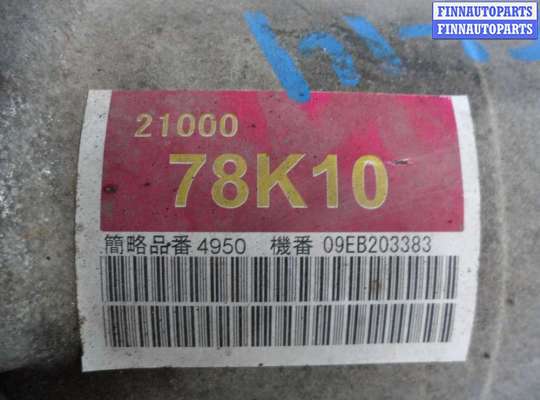 FINNAUTOPARTS
FINNAUTOPARTS
21000
78K10
簡略品番 4950 機番 09EB203383